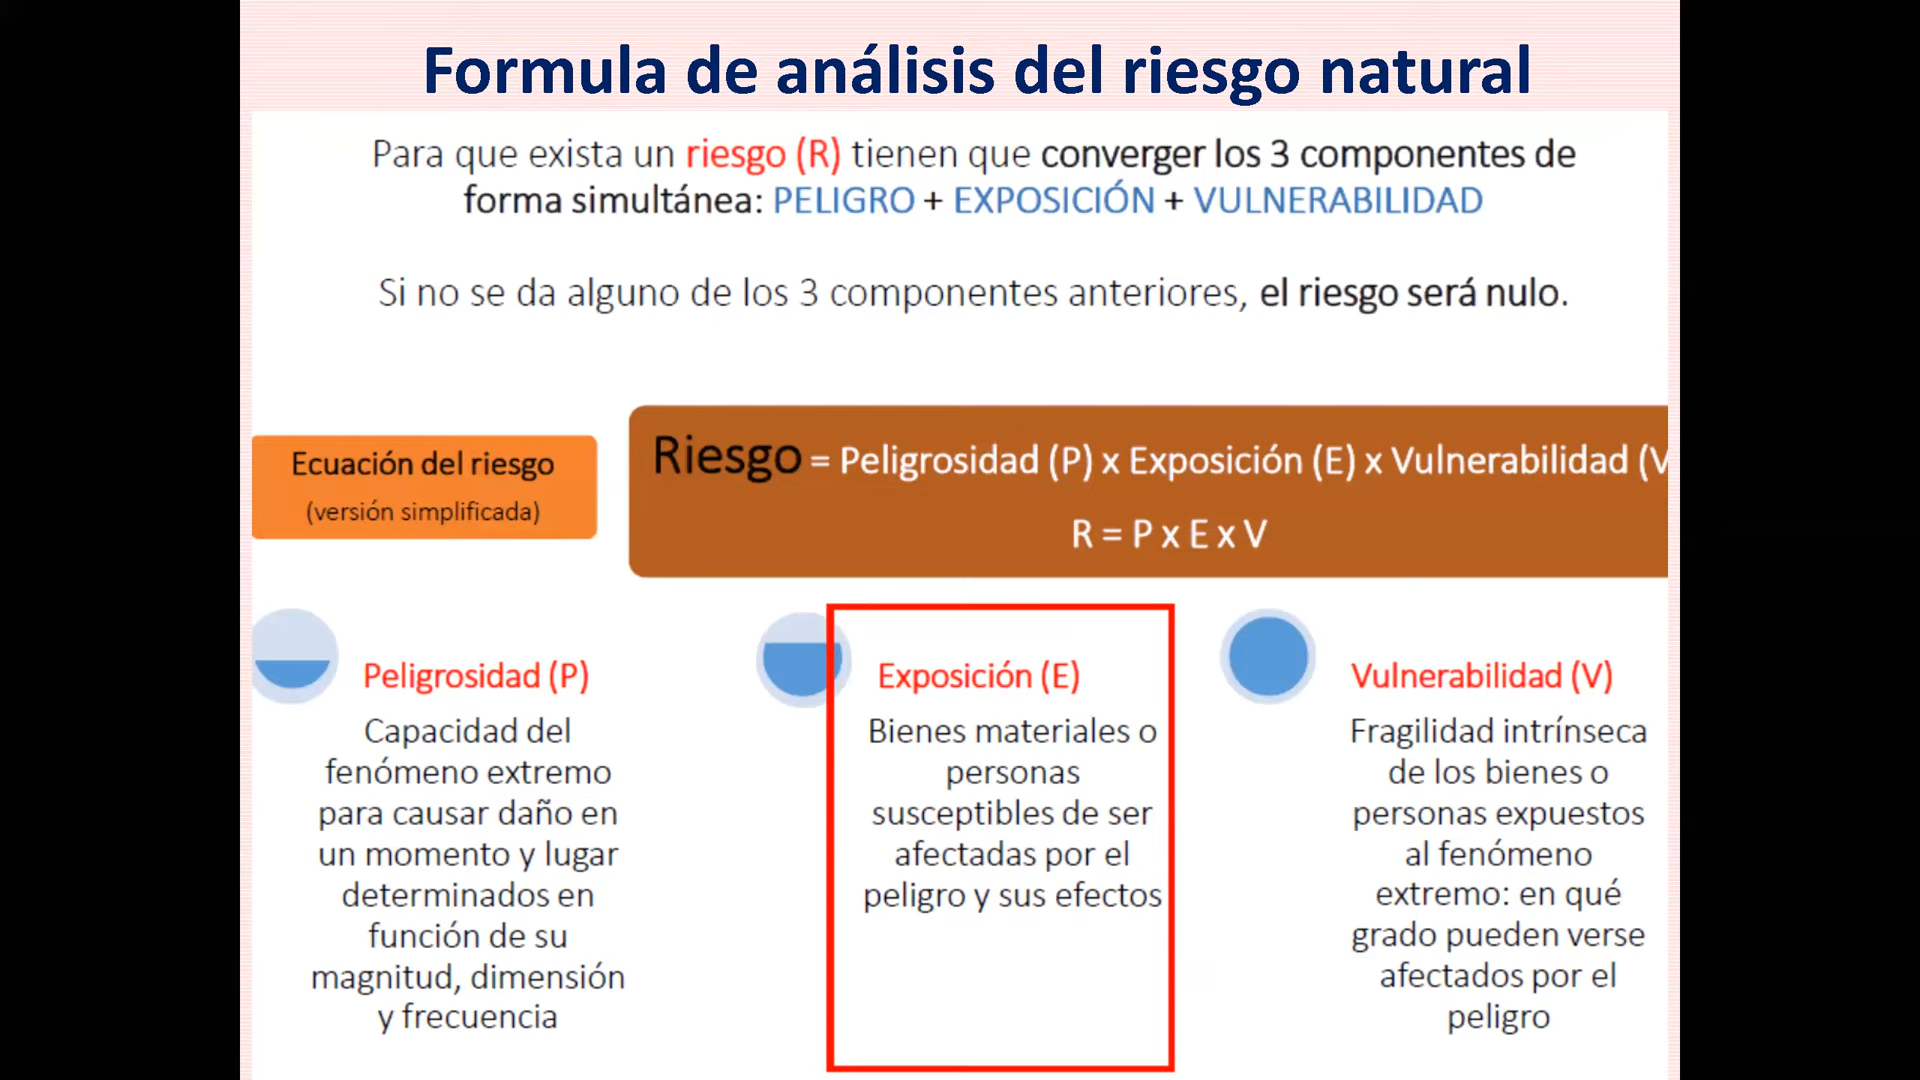 Formula de análisis del riesgo natural
Para que exista un riesgo (R) tienen que converger los 3 componentes de
forma simultánea: PELIGRO + EXPOSICIÓN + VULNERABILIDAD
Si no se da alguno de los 3 componentes anteriores, el riesgo será nulo.
Ecuación del riesgo
(versión simplificada)
Riesgo = Peligrosidad (P) x Exposición (E) x Vulnerabilidad (V
R = P x E x V
Peligrosidad (P)
Capacidad del
fenómeno extremo
para causar daño en
un momento y lugar
determinados en
función de su
magnitud, dimensión
y frecuencia
Exposición (E)
Bienes materiales o
personas
susceptibles de ser
afectadas por el
peligro y sus efectos
Vulnerabilidad (V)
Fragilidad intrínseca
de los bienes o
personas expuestos
al fenómeno
extremo: en qué
grado pueden verse
afectados por el
peligro